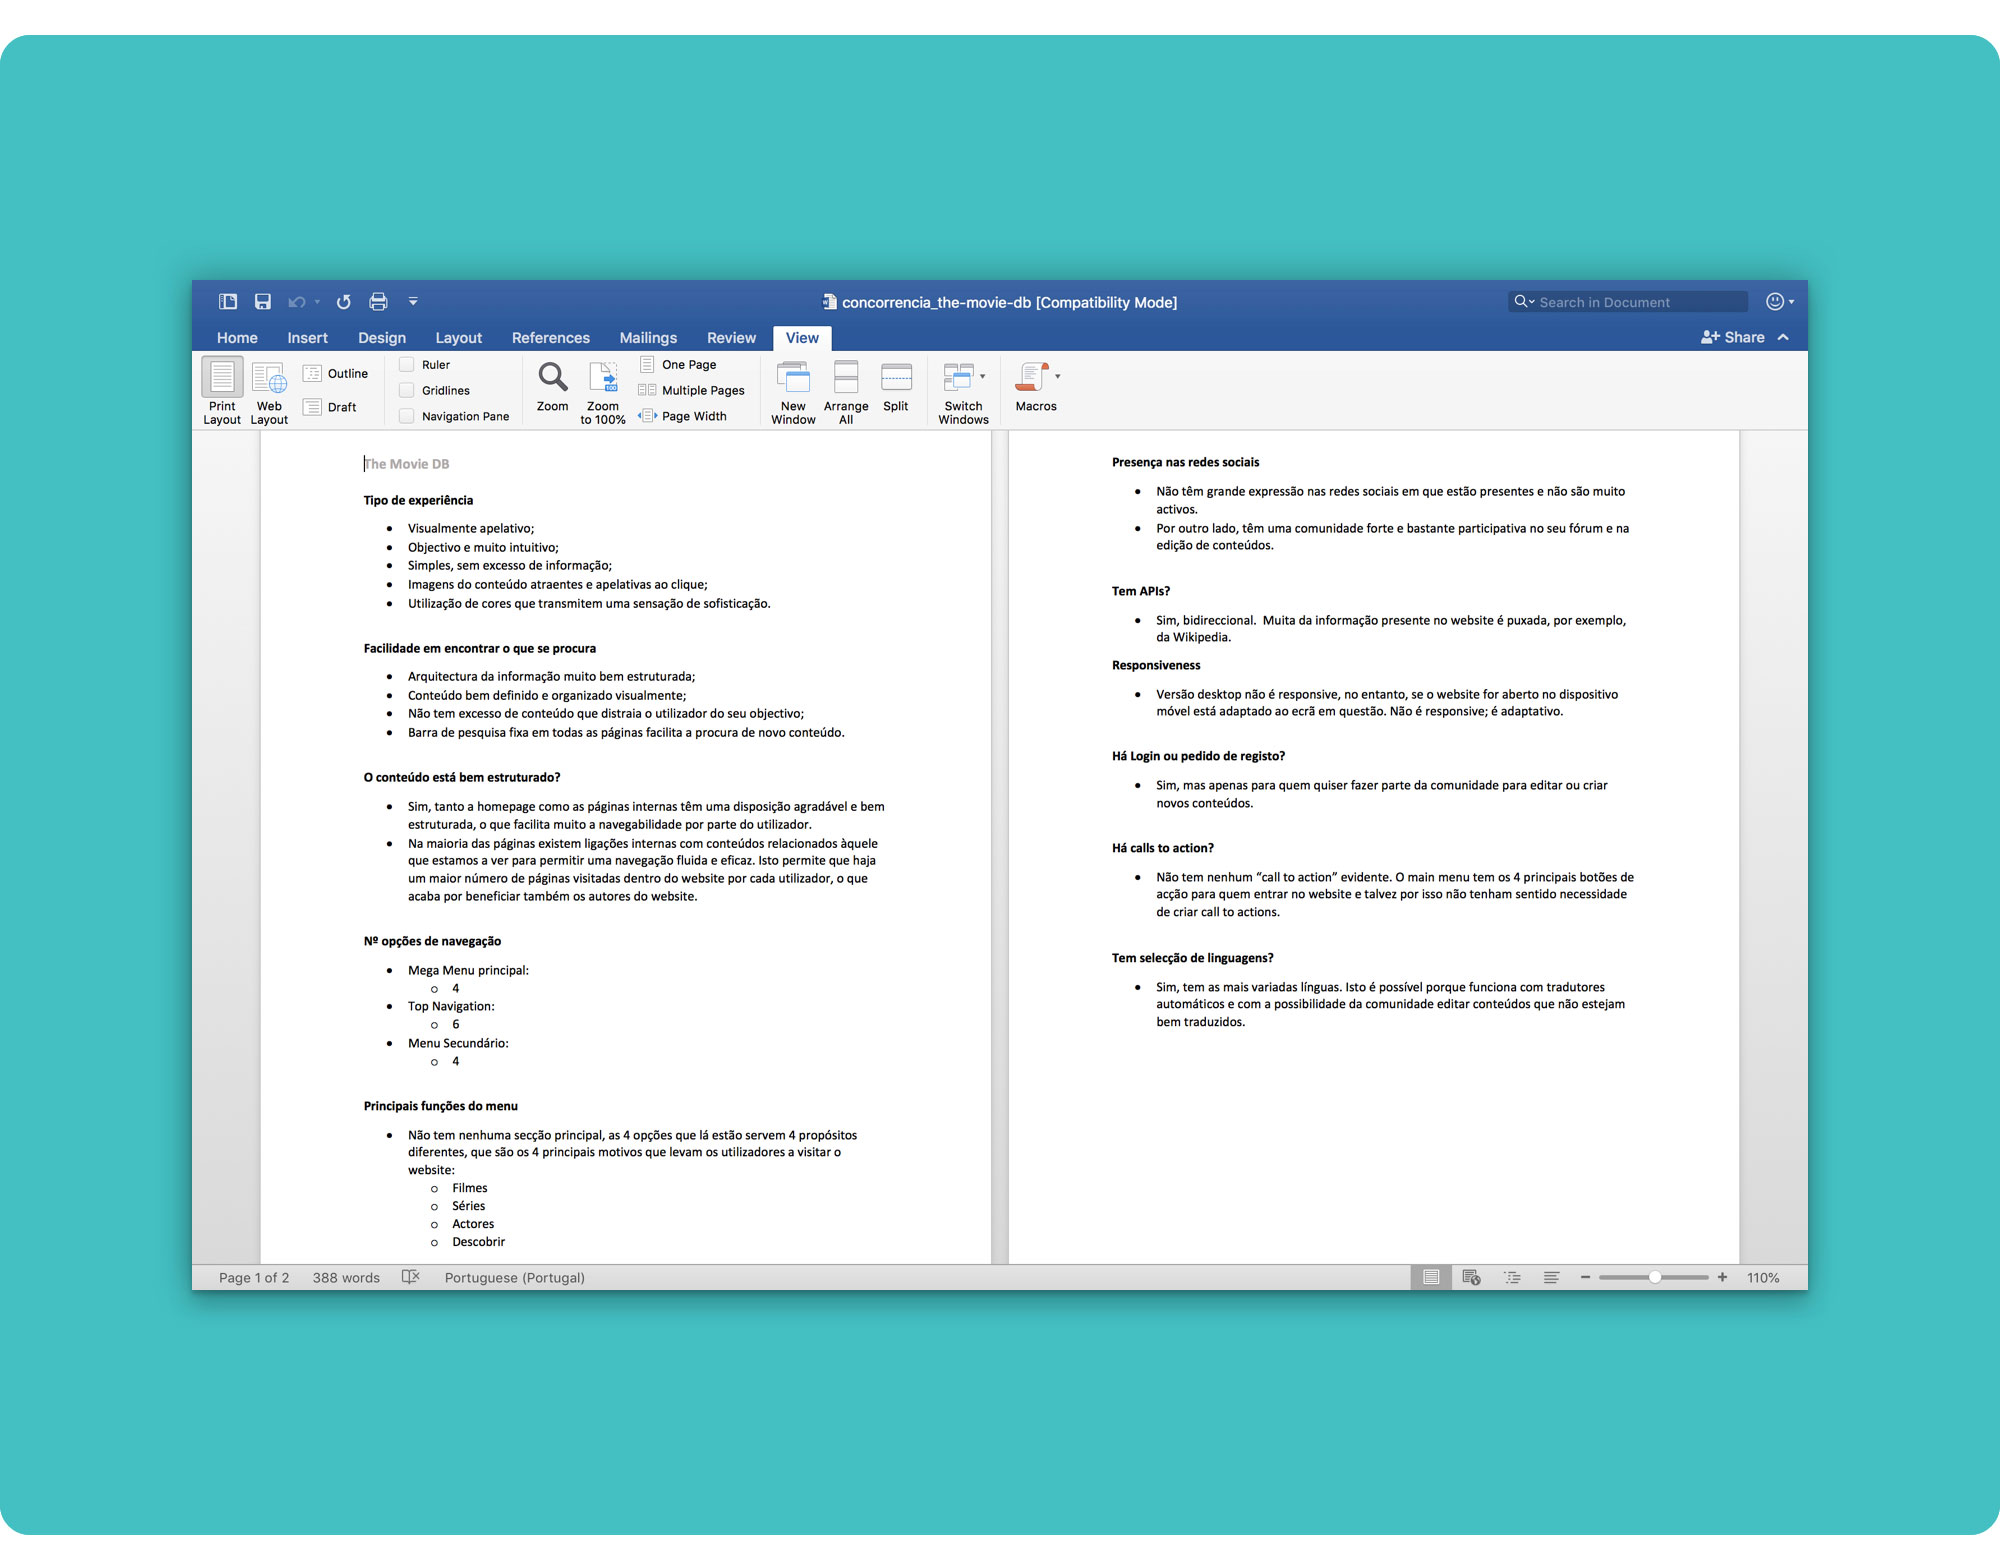 concorrencia_the-movie-db [Compatibility Mode]
Search in Document
Home Insert Design Layout References Mailings Review View
Share
Print Layout
Web Layout
Outline
Draft
Ruler
Gridlines
Navigation Pane
Zoom
Zoom to 100%
One Page
Multiple Pages
Page Width
New Window
Arrange All
Split
Switch Windows
Macros
The Movie DB
Tipo de experiência
• Visualmente apelativo;
• Objectivo e muito intuitivo;
• Simples, sem excesso de informação;
• Imagens do conteúdo atraentes e apelativas ao clique;
• Utilização de cores que transmitem uma sensação de sofisticação.
Facilidade em encontrar o que se procura
• Arquitectura da informação muito bem estruturada;
• Conteúdo bem definido e organizado visualmente;
• Não tem excesso de conteúdo que distraia o utilizador do seu objectivo;
• Barra de pesquisa fixa em todas as páginas facilita a procura de novo conteúdo.
O conteúdo está bem estruturado?
• Sim, tanto a homepage como as páginas internas têm uma disposição agradável e bem
estruturada, o que facilita muito a navegabilidade por parte do utilizador.
• Na maioria das páginas existem ligações internas com conteúdos relacionados àquele
que estamos a ver para permitir uma navegação fluida e eficaz. Isto permite que haja
um maior número de páginas visitadas dentro do website por cada utilizador, o que
acaba por beneficiar também os autores do website.
Nº opções de navegação
• Mega Menu principal:
o 4
• Top Navigation:
o 6
• Menu Secundário:
o 4
Principais funções do menu
• Não tem nenhuma secção principal, as 4 opções que lá estão servem 4 propósitos
diferentes, que são os 4 principais motivos que levam os utilizadores a visitar o
website:
o Filmes
o Séries
o Actores
o Descobrir
Presença nas redes sociais
• Não têm grande expressão nas redes sociais em que estão presentes e não são muito
activos.
• Por outro lado, têm uma comunidade forte e bastante participativa no seu fórum e na
edição de conteúdos.
Tem APIs?
• Sim, bidireccional.  Muita da informação presente no website é puxada, por exemplo,
da Wikipedia.
Responsiveness
• Versão desktop não é responsive, no entanto, se o website for aberto no dispositivo
móvel está adaptado ao ecrã em questão. Não é responsive; é adaptativo.
Há Login ou pedido de registo?
• Sim, mas apenas para quem quiser fazer parte da comunidade para editar ou criar
novos conteúdos.
Há calls to action?
• Não tem nenhum “call to action” evidente. O main menu tem os 4 principais botões de
acção para quem entrar no website e talvez por isso não tenham sentido necessidade
de criar call to actions.
Tem selecção de linguagens?
• Sim, tem as mais variadas línguas. Isto é possível porque funciona com tradutores
automáticos e com a possibilidade da comunidade editar conteúdos que não estejam
bem traduzidos.
Page 1 of 2 388 words Portuguese (Portugal) 110%